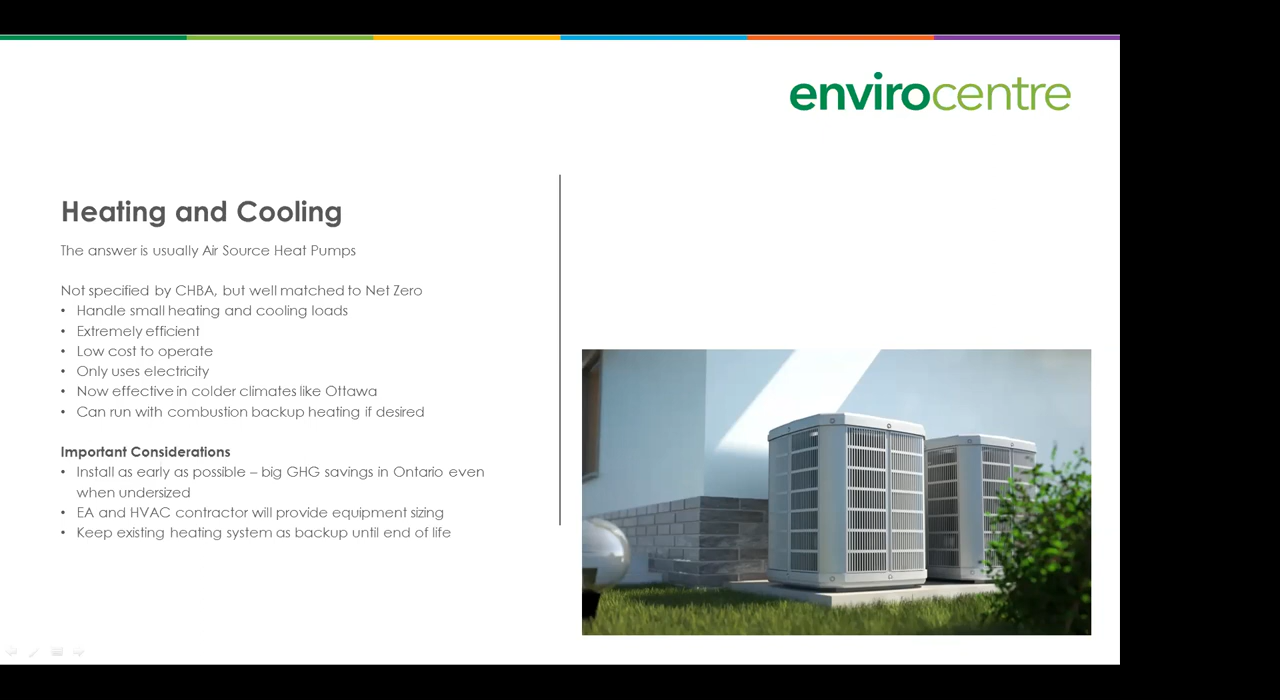 envirocentre
Heating and Cooling
The answer is usually Air Source Heat Pumps
Not specified by CHBA, but well matched to Net Zero
• Handle small heating and cooling loads
• Extremely efficient
• Low cost to operate
• Only uses electricity
• Now effective in colder climates like Ottawa
• Can run with combustion backup heating if desired
Important Considerations
• Install as early as possible – big GHG savings in Ontario even
when undersized
• EA and HVAC contractor will provide equipment sizing
• Keep existing heating system as backup until end of life